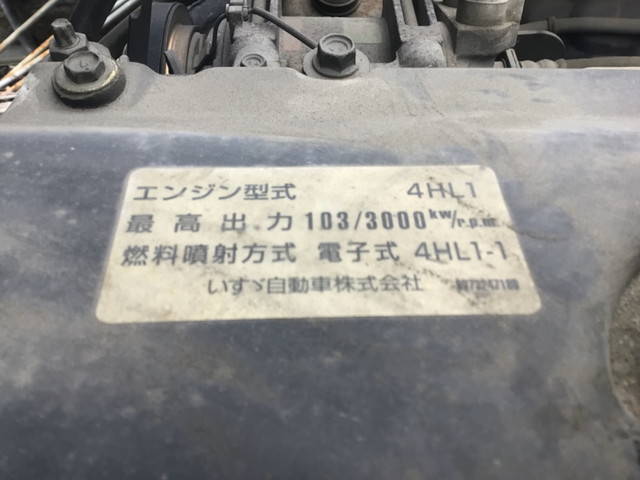 エンジン型式 4HL1
最高出力 103/3000kw/r.p.m
燃料噴射方式 電子式 4HL1-1
いすゞ自動車株式会社